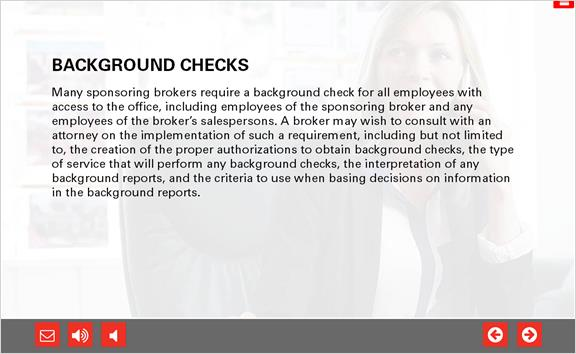 BACKGROUND CHECKS
Many sponsoring brokers require a background check for all employees with
access to the office, including employees of the sponsoring broker and any
employees of the broker's salespersons. A broker may wish to consult with an
attorney on the implementation of such a requirement, including but not limited
to, the creation of the proper authorizations to obtain background checks, the type
of service that will perform any background checks, the interpretation of any
background reports, and the criteria to use when basing decisions on information
in the background reports.